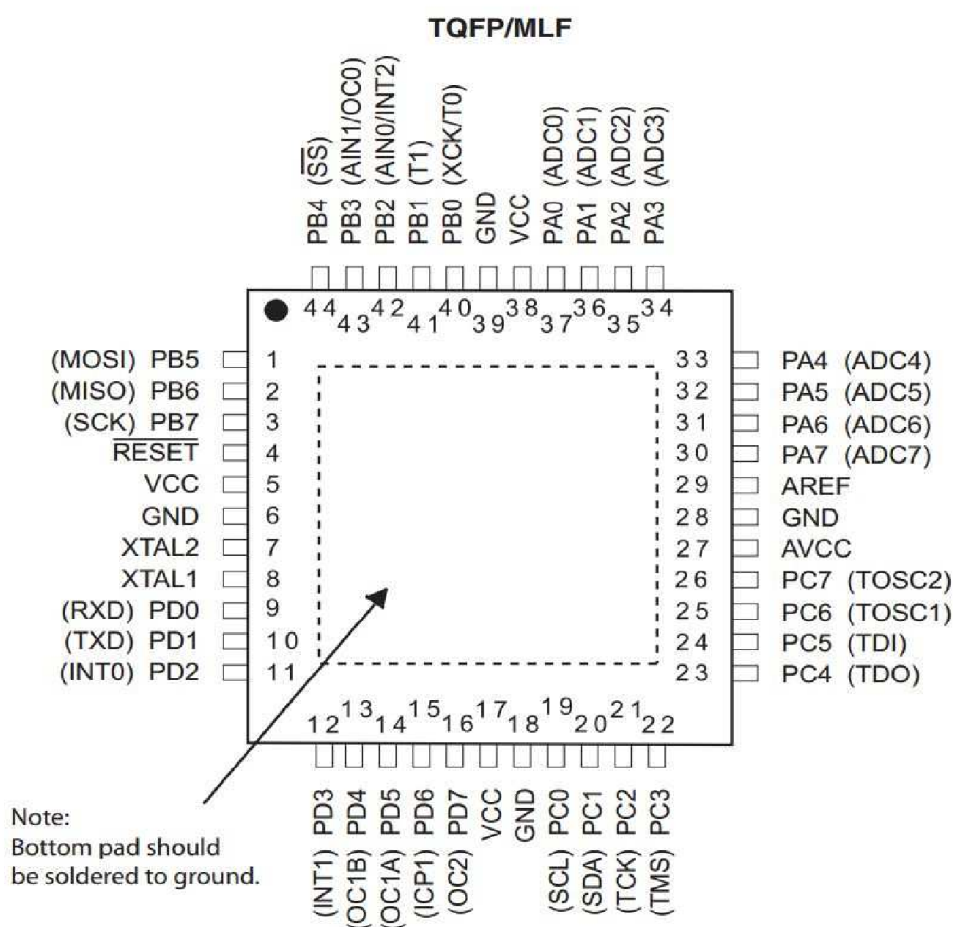 TQFP/MLF
PB4 (SS)
PB3 (AIN1/OC0)
PB2 (AIN0/INT2)
PB1 (T1)
PB0 (XCK/T0)
GND
VCC
PA0 (ADC0)
PA1 (ADC1)
PA2 (ADC2)
PA3 (ADC3)
44
43
42
41
40
39
38
37
36
35
34
(MOSI) PB5 1
(MISO) PB6 2
(SCK) PB7 3
RESET 4
VCC 5
GND 6
XTAL2 7
XTAL1 8
(RXD) PD0 9
(TXD) PD1 10
(INT0) PD2 11
33 PA4 (ADC4)
32 PA5 (ADC5)
31 PA6 (ADC6)
30 PA7 (ADC7)
29 AREF
28 GND
27 AVCC
26 PC7 (TOSC2)
25 PC6 (TOSC1)
24 PC5 (TDI)
23 PC4 (TDO)
12
13
14
15
16
17
18
19
20
21
22
(INT1) PD3
(OC1B) PD4
(OC1A) PD5
(ICP1) PD6
(OC2) PD7
VCC
GND
(SCL) PC0
(SDA) PC1
(TCK) PC2
(TMS) PC3
Note:
Bottom pad should
be soldered to ground.